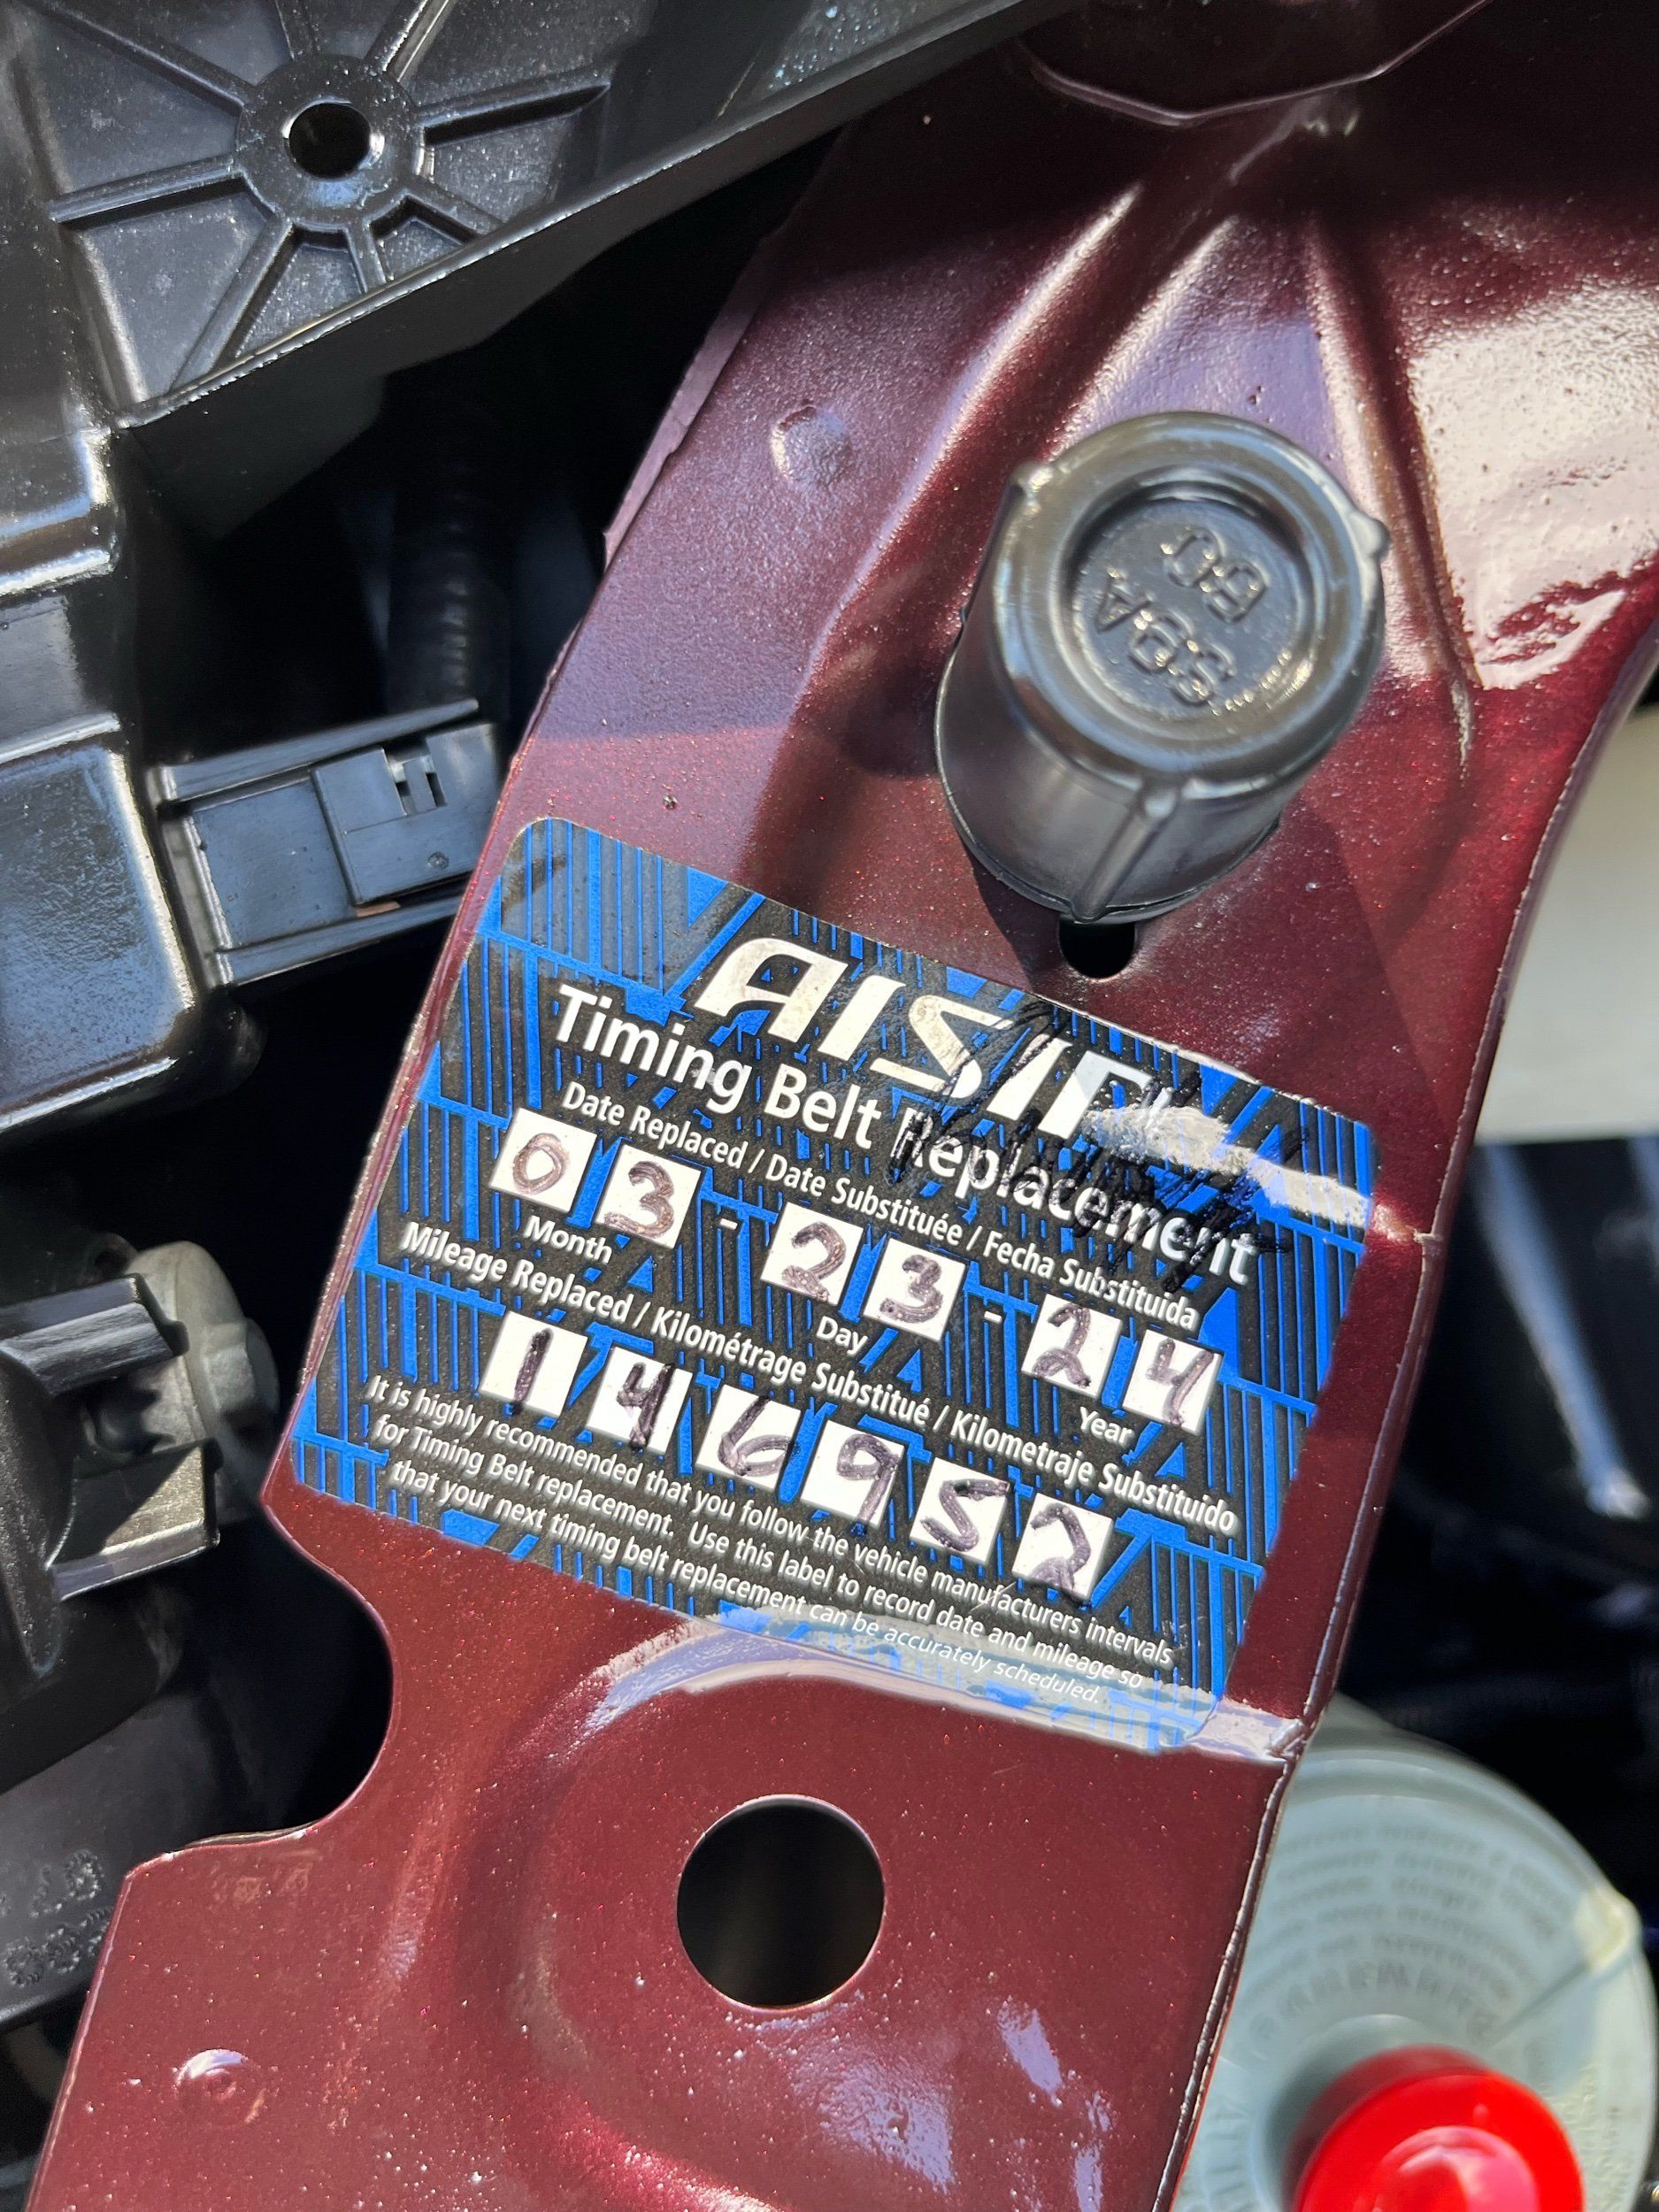 60
S9A
AISIN
Timing Belt Replacement
Date Replaced / Date Substituée / Fecha Substituida
03 - 23 - 24
Month Day Year
Mileage Replaced / Kilométrage Substitué / Kilometraje Substituido
146952
It is highly recommended that you follow the vehicle manufacturers intervals
for Timing Belt replacement. Use this label to record date and mileage so
that your next timing belt replacement can be accurately scheduled.